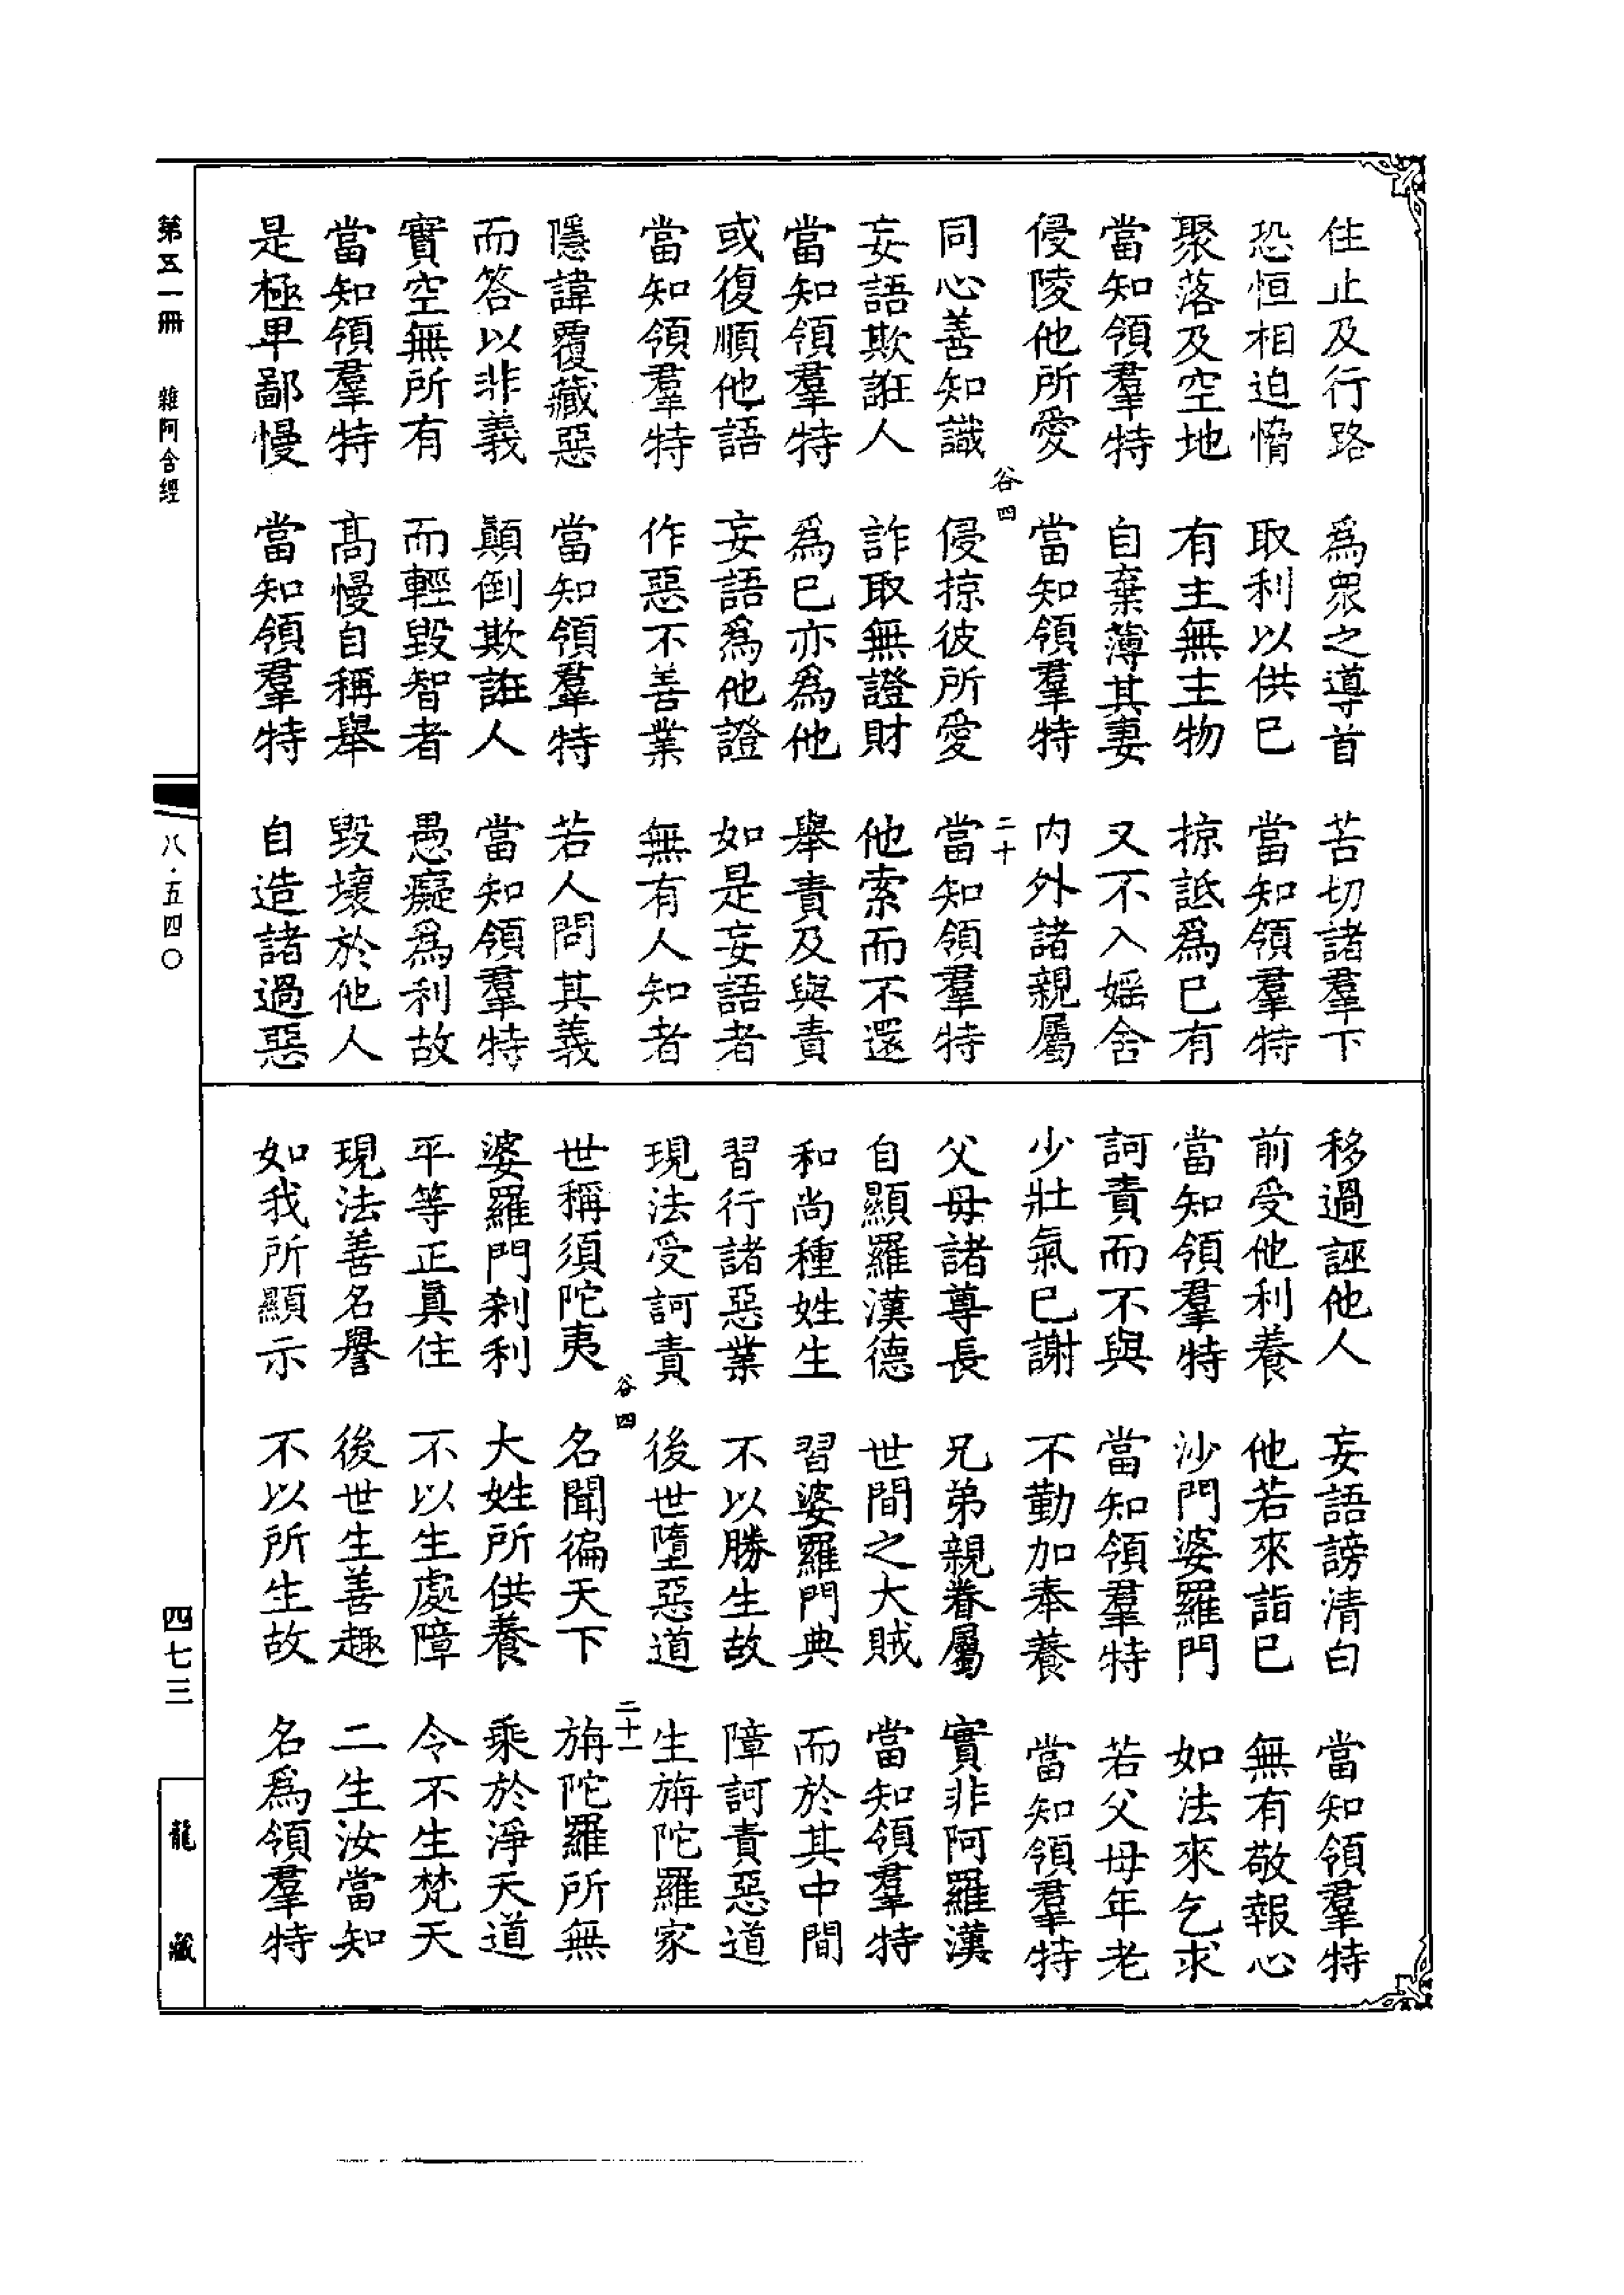 住止及行路　為眾之導首　苦切諸羣下
恐恒相迫愶　取利以供已　當知領羣特
聚落及空地　有主無主物　掠詆爲已有
當知領羣特　自棄薄其妻　又不入婬舍
侵陵他所愛　當知領羣特　内外諸親屬
谷四　二十
同心善知識　侵掠彼所愛　當知領羣特
妄語欺誑人　詐取無證財　他索而不還
當知領羣特　爲已亦爲他　舉責及與責
或復順他語　妄語爲他證　如是妄語者
當知領羣特　作惡不善業　無有人知者
隱諱覆藏惡　當知領羣特　若人問其義
而答以非義　顛倒欺誑人　當知領羣特
實空無所有　而輕毀智者　愚癡爲利故
當知領羣特　髙慢自稱舉　毀壞於他人
是極卑鄙慢　當知領羣特　自造諸過惡
移過誣他人　妄語謗清白　當知領羣特
前受他利養　他若來詣已　無有敬報心
當知領羣特　沙門婆羅門　如法來乞求
訶責而不與　當知領羣特　若父母年老
少壯氣已謝　不勤加奉養　當知領羣特
父母諸尊長　兄弟親眷屬　實非阿羅漢
自顯羅漢德　世間之大賊　當知領羣特
和尚種姓生　習婆羅門典　而於其中間
習行諸惡業　不以勝生故　障訶責惡道
現法受訶責　後世墮惡道　生旃陀羅家
谷四　二十一
世稱須陀夷　名聞徧天下　旃陀羅所無
婆羅門刹利　大姓所供養　乘於淨天道
平等正眞住　不以生處障　令不生梵天
現法善名譽　後世生善趣　二生汝當知
如我所顯示　不以所生故　名爲領羣特
第五一冊　雜阿含經
八·五四〇
四七三
龍藏